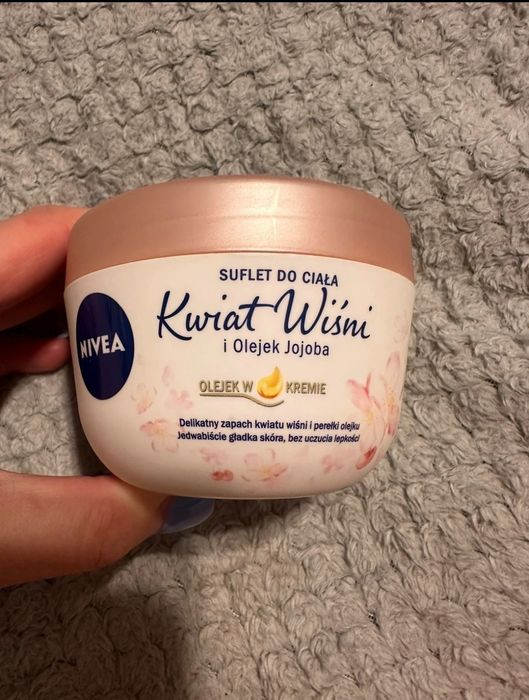 SUFLET DO CIAŁA
Kwiat Wiśni
i Olejek Jojoba
NIVEA
OLEJEK W KREMIE
Delikatny zapach kwiatu wiśni i perełki olejku
Jedwabiście gładka skóra, bez uczucia lepkości